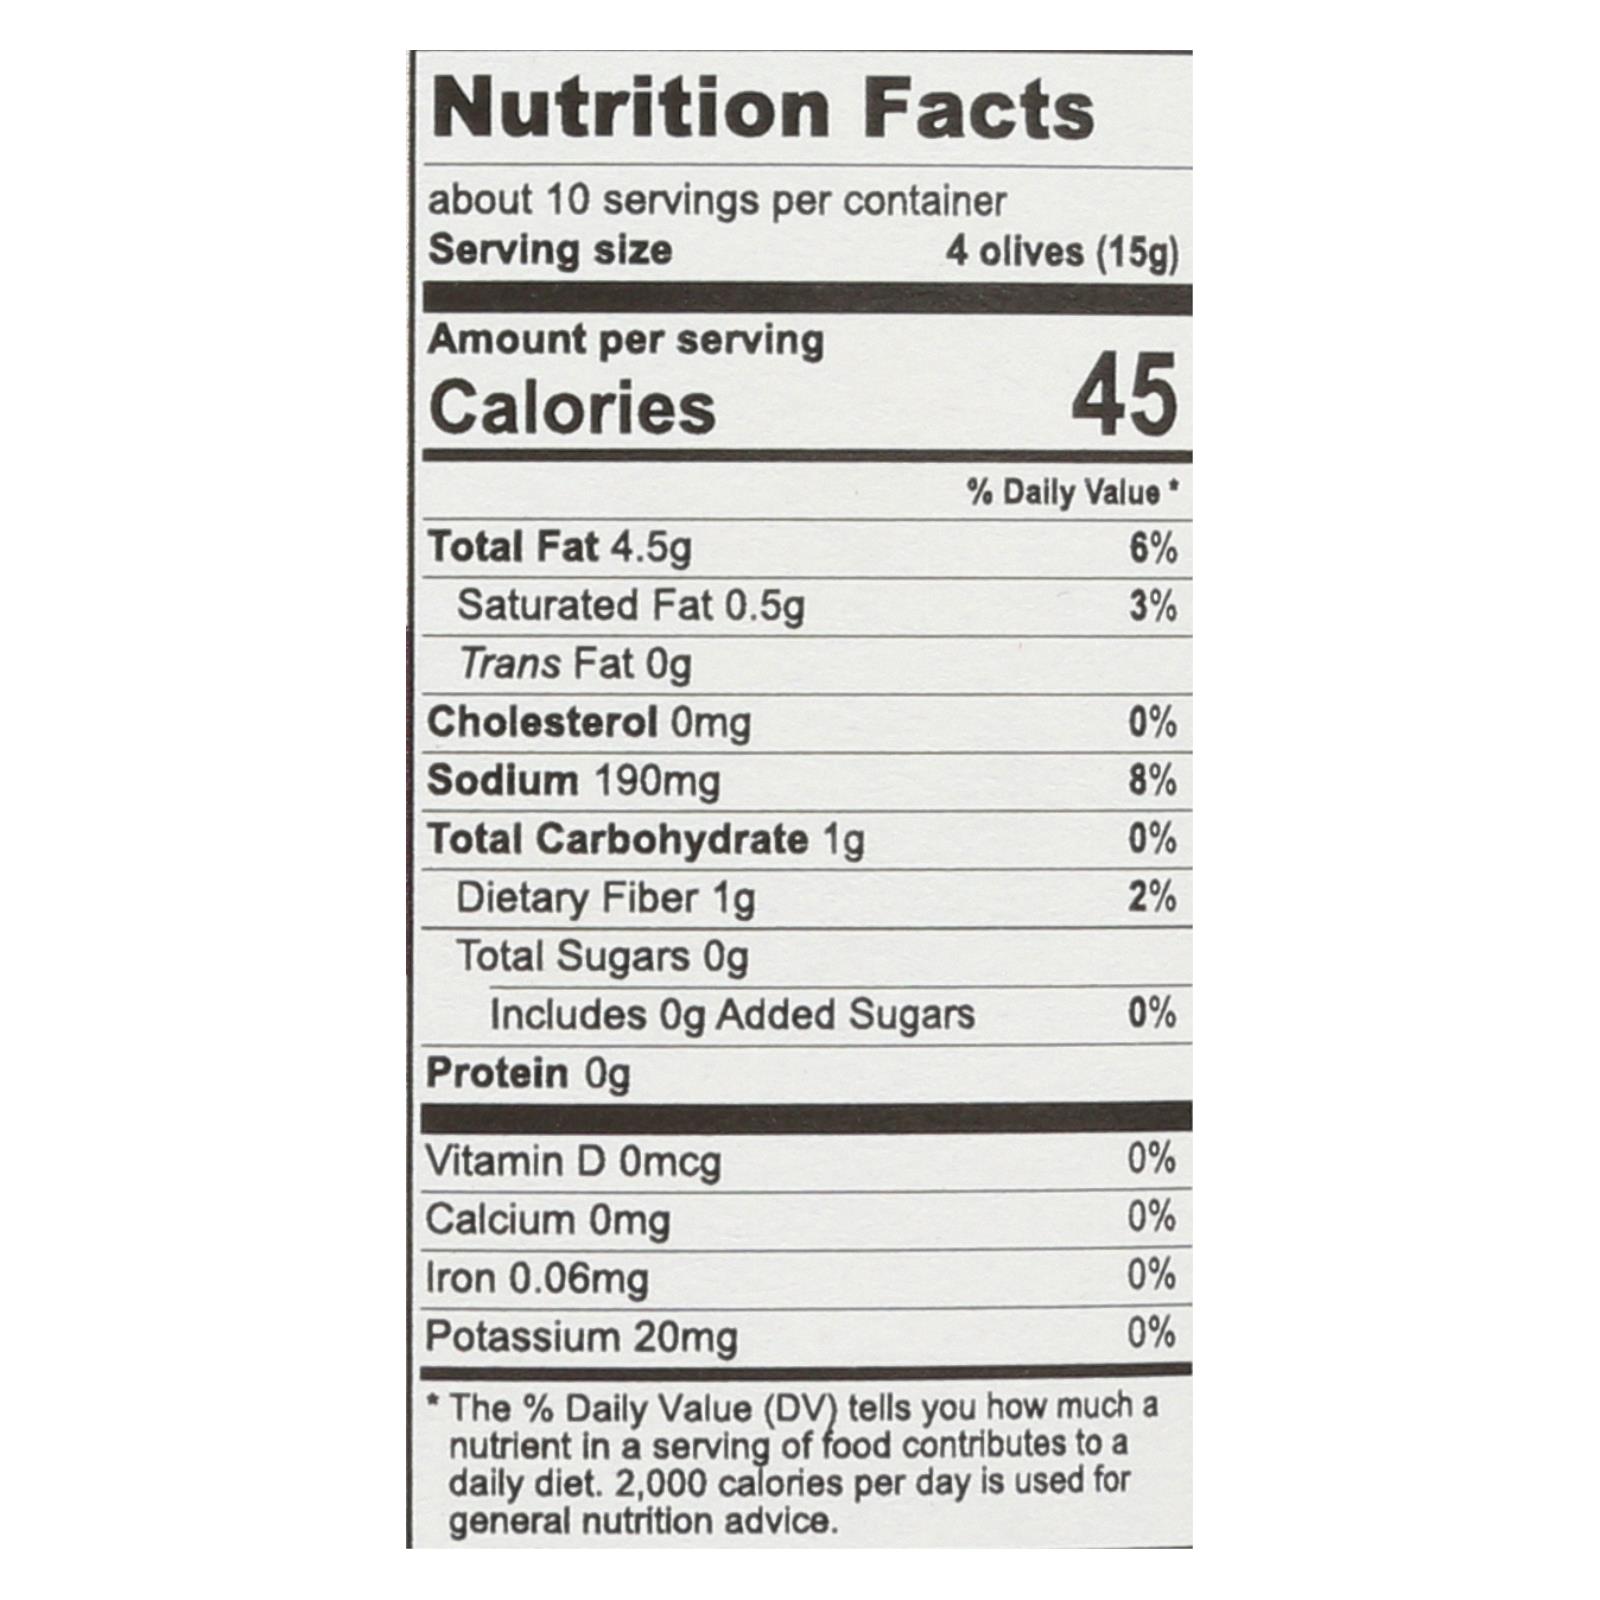 Nutrition Facts
about 10 servings per container
Serving size 4 olives (15g)
Amount per serving
Calories 45
% Daily Value *
Total Fat 4.5g 6%
Saturated Fat 0.5g 3%
Trans Fat 0g
Cholesterol 0mg 0%
Sodium 190mg 8%
Total Carbohydrate 1g 0%
Dietary Fiber 1g 2%
Total Sugars 0g
Includes 0g Added Sugars 0%
Protein 0g
Vitamin D 0mcg 0%
Calcium 0mg 0%
Iron 0.06mg 0%
Potassium 20mg 0%
* The % Daily Value (DV) tells you how much a
nutrient in a serving of food contributes to a
daily diet. 2,000 calories per day is used for
general nutrition advice.